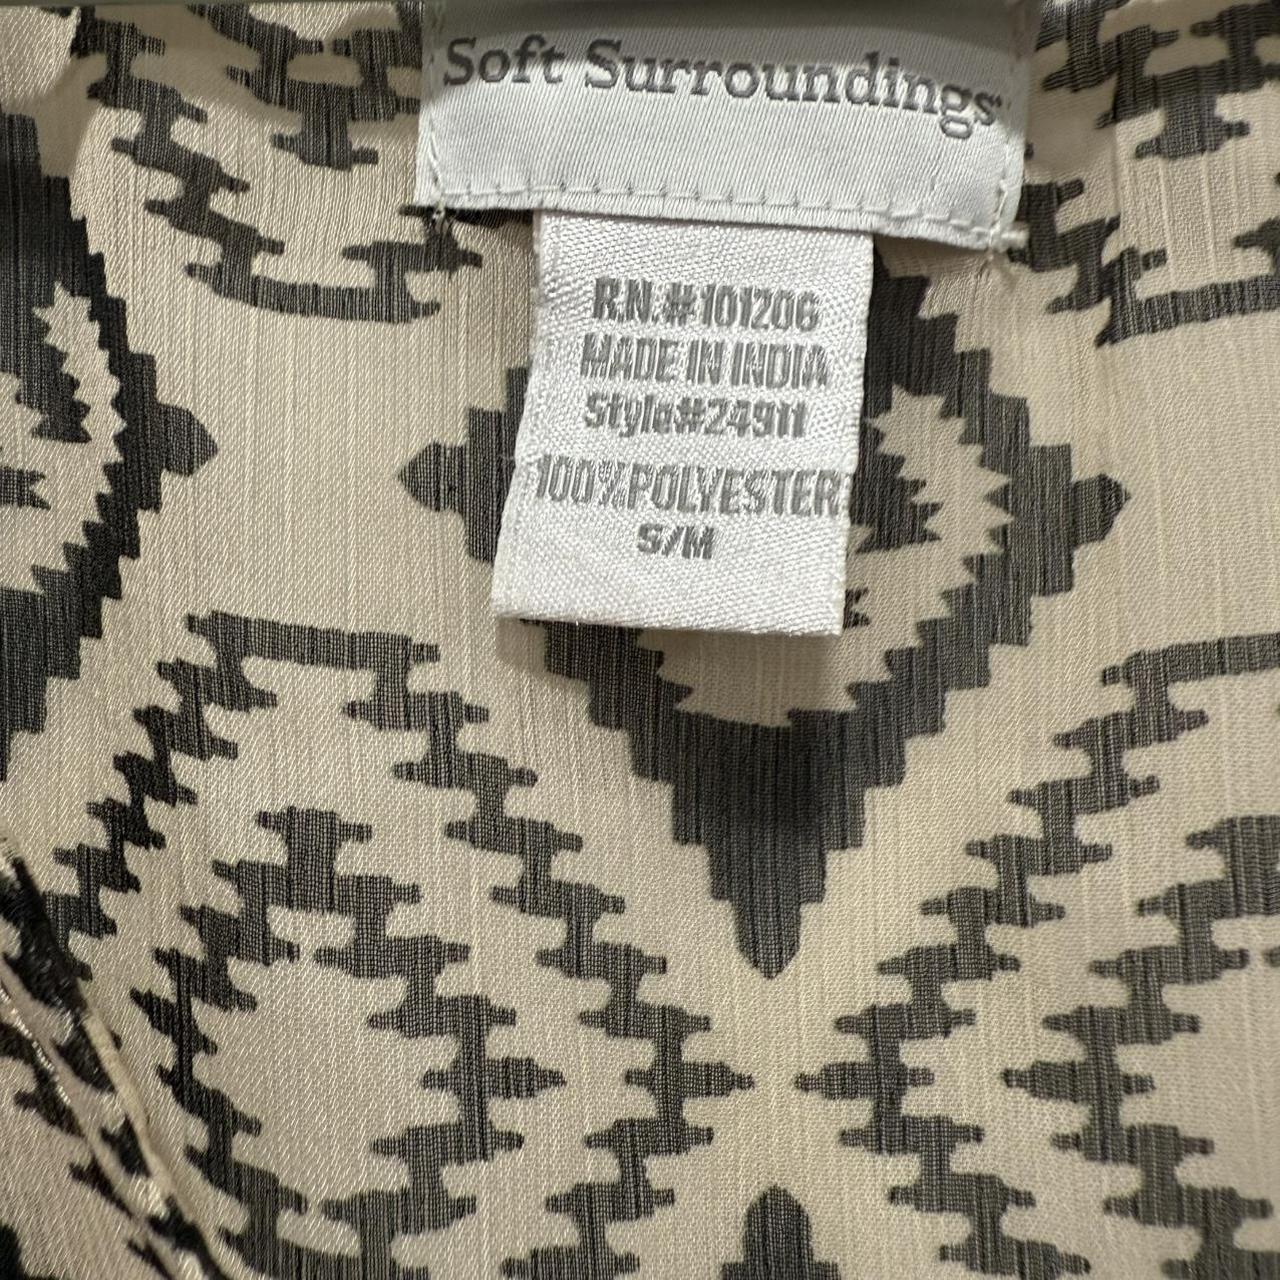 Soft Surroundings
R.N.#101206
MADE IN INDIA
Style#24911
100%POLYESTER
S/M